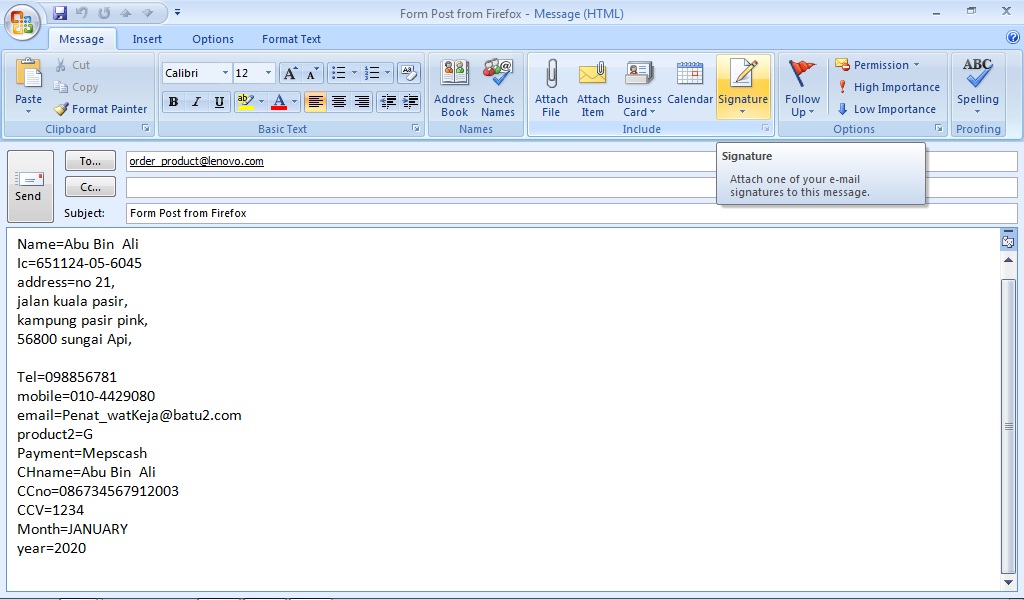 Form Post from Firefox - Message (HTML)
Message Insert Options Format Text
Paste
Cut
Copy
Format Painter
Clipboard
Calibri 12
B I U
Basic Text
Address Book
Check Names
Names
Attach File
Attach Item
Business Card
Calendar
Signature
Include
Follow Up
Permission
High Importance
Low Importance
Options
ABC
Spelling
Proofing
Signature
Attach one of your e-mail
signatures to this message.
Send
To... order_product@lenovo.com
Cc...
Subject: Form Post from Firefox
Name=Abu Bin  Ali
Ic=651124-05-6045
address=no 21,
jalan kuala pasir,
kampung pasir pink,
56800 sungai Api,
Tel=098856781
mobile=010-4429080
email=Penat_watKeja@batu2.com
product2=G
Payment=Mepscash
CHname=Abu Bin  Ali
CCno=086734567912003
CCV=1234
Month=JANUARY
year=2020